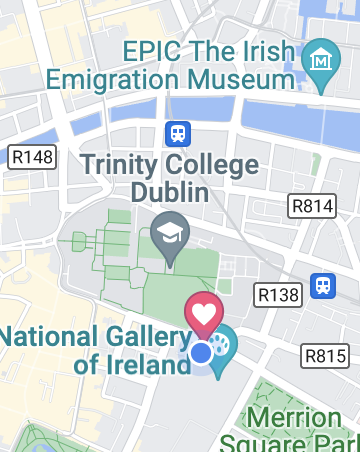 EPIC The Irish
Emigration Museum
R148
Trinity College
Dublin
R814
R138
National Gallery
of Ireland
R815
Merrion
Square Park